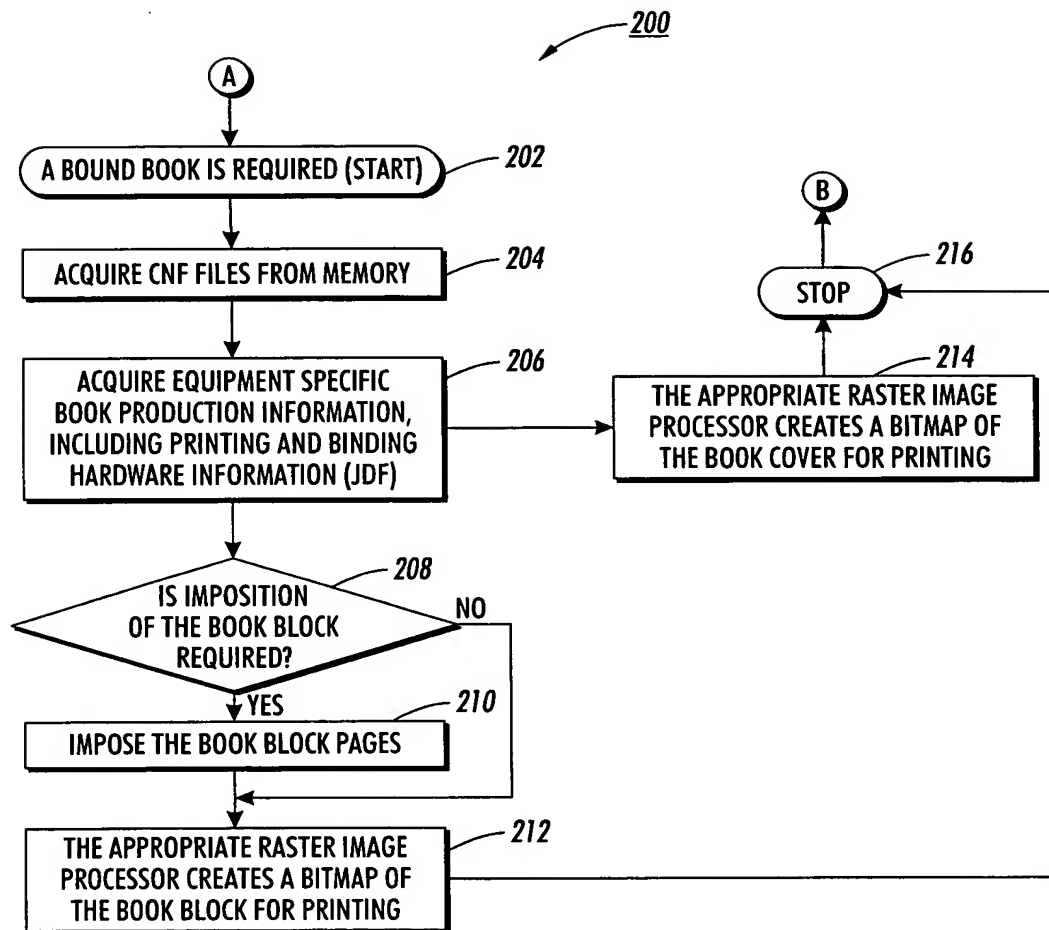 200
A
A BOUND BOOK IS REQUIRED (START)
202
ACQUIRE CNF FILES FROM MEMORY
204
ACQUIRE EQUIPMENT SPECIFIC
BOOK PRODUCTION INFORMATION,
INCLUDING PRINTING AND BINDING
HARDWARE INFORMATION (JDF)
206
B
STOP
216
THE APPROPRIATE RASTER IMAGE
PROCESSOR CREATES A BITMAP OF
THE BOOK COVER FOR PRINTING
214
IS IMPOSITION
OF THE BOOK BLOCK
REQUIRED?
208
NO
YES
IMPOSE THE BOOK BLOCK PAGES
210
THE APPROPRIATE RASTER IMAGE
PROCESSOR CREATES A BITMAP OF
THE BOOK BLOCK FOR PRINTING
212